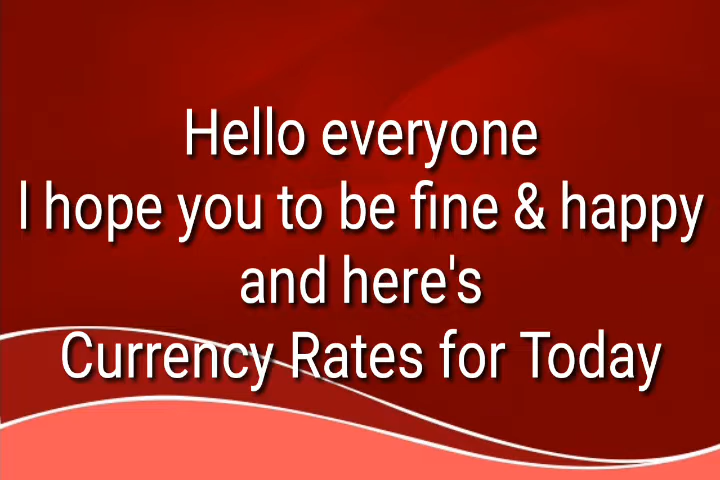 Hello everyone
I hope you to be fine & happy
and here's
Currency Rates for Today